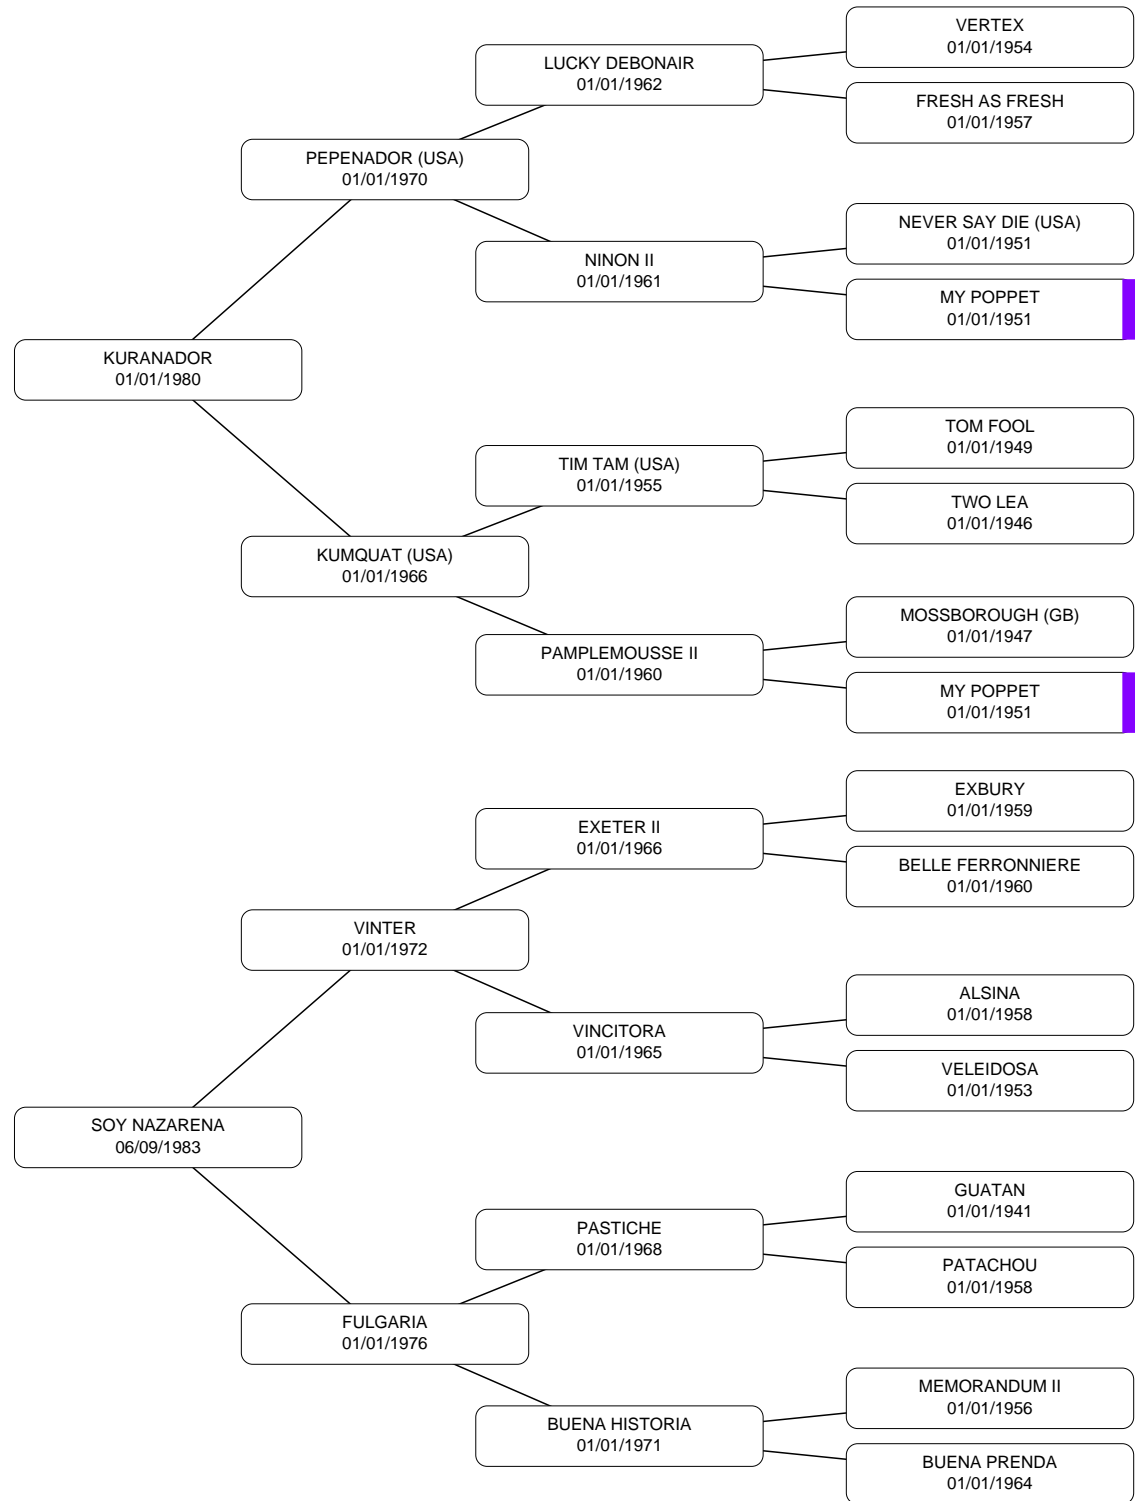 VERTEX
01/01/1954
LUCKY DEBONAIR
01/01/1962
FRESH AS FRESH
01/01/1957
PEPENADOR (USA)
01/01/1970
NEVER SAY DIE (USA)
01/01/1951
NINON II
01/01/1961
MY POPPET
01/01/1951
KURANADOR
01/01/1980
TOM FOOL
01/01/1949
TIM TAM (USA)
01/01/1955
TWO LEA
01/01/1946
KUMQUAT (USA)
01/01/1966
MOSSBOROUGH (GB)
01/01/1947
PAMPLEMOUSSE II
01/01/1960
MY POPPET
01/01/1951
EXBURY
01/01/1959
EXETER II
01/01/1966
BELLE FERRONNIERE
01/01/1960
VINTER
01/01/1972
ALSINA
01/01/1958
VINCITORA
01/01/1965
VELEIDOSA
01/01/1953
SOY NAZARENA
06/09/1983
GUATAN
01/01/1941
PASTICHE
01/01/1968
PATACHOU
01/01/1958
FULGARIA
01/01/1976
MEMORANDUM II
01/01/1956
BUENA HISTORIA
01/01/1971
BUENA PRENDA
01/01/1964